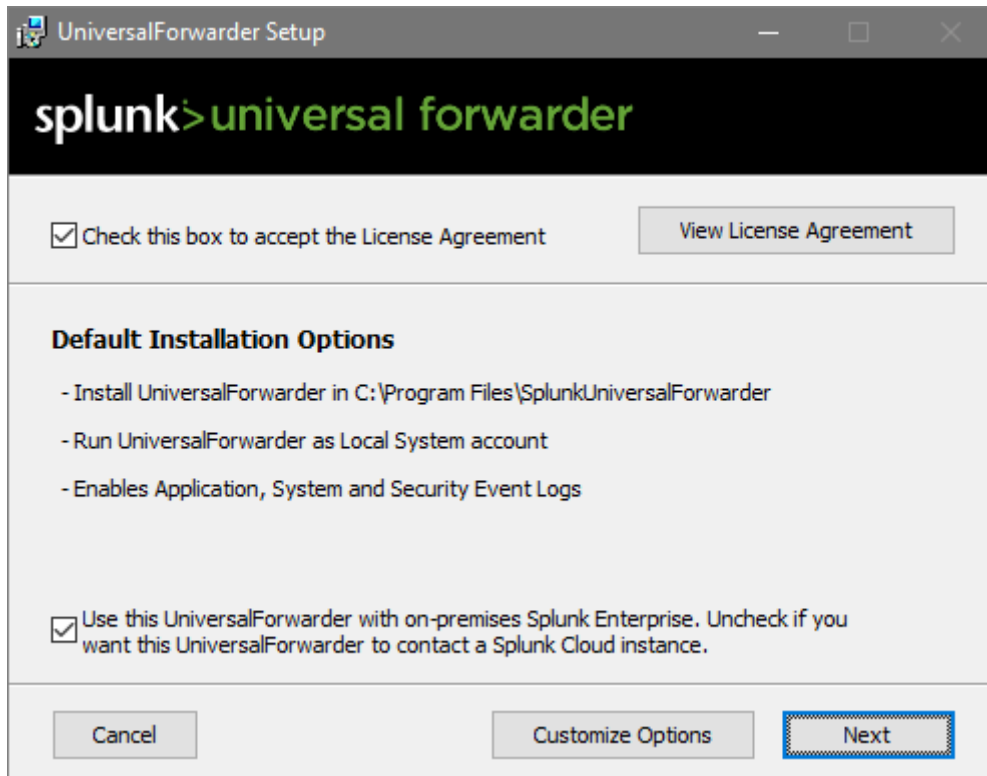 UniversalForwarder Setup
splunk>universal forwarder
Check this box to accept the License Agreement
View License Agreement
Default Installation Options
- Install UniversalForwarder in C:\Program Files\SplunkUniversalForwarder
- Run UniversalForwarder as Local System account
- Enables Application, System and Security Event Logs
Use this UniversalForwarder with on-premises Splunk Enterprise. Uncheck if you
want this UniversalForwarder to contact a Splunk Cloud instance.
Cancel
Customize Options
Next